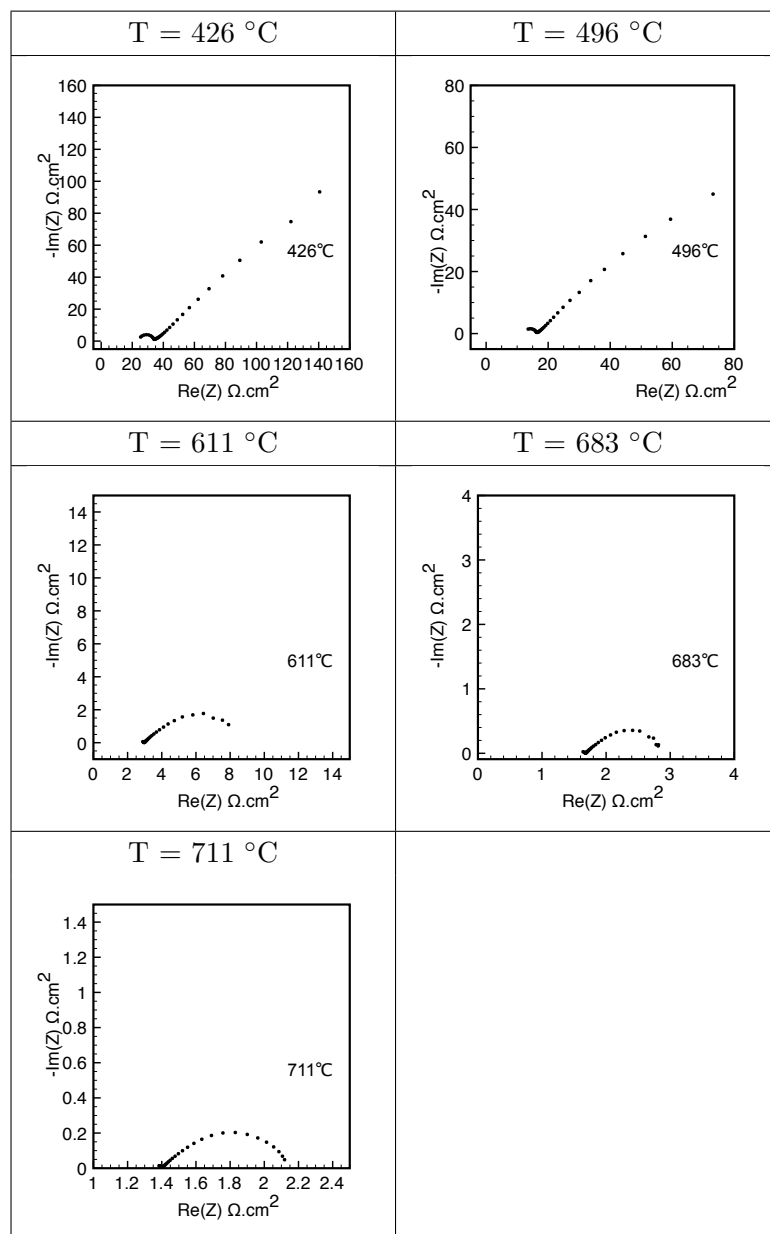 T = 426 °C
T = 496 °C
160
140
120
100
80
60
40
20
0
-Im(Z) Ω.cm²
426℃
0 20 40 60 80 100 120 140 160
Re(Z) Ω.cm²
80
60
40
20
0
-Im(Z) Ω.cm²
496℃
0 20 40 60 80
Re(Z) Ω.cm²
T = 611 °C
T = 683 °C
14
12
10
8
6
4
2
0
-Im(Z) Ω.cm²
611℃
0 2 4 6 8 10 12 14
Re(Z) Ω.cm²
4
3
2
1
0
-Im(Z) Ω.cm²
683℃
0 1 2 3 4
Re(Z) Ω.cm²
T = 711 °C
1.4
1.2
1
0.8
0.6
0.4
0.2
0
-Im(Z) Ω.cm²
711℃
1 1.2 1.4 1.6 1.8 2 2.2 2.4
Re(Z) Ω.cm²